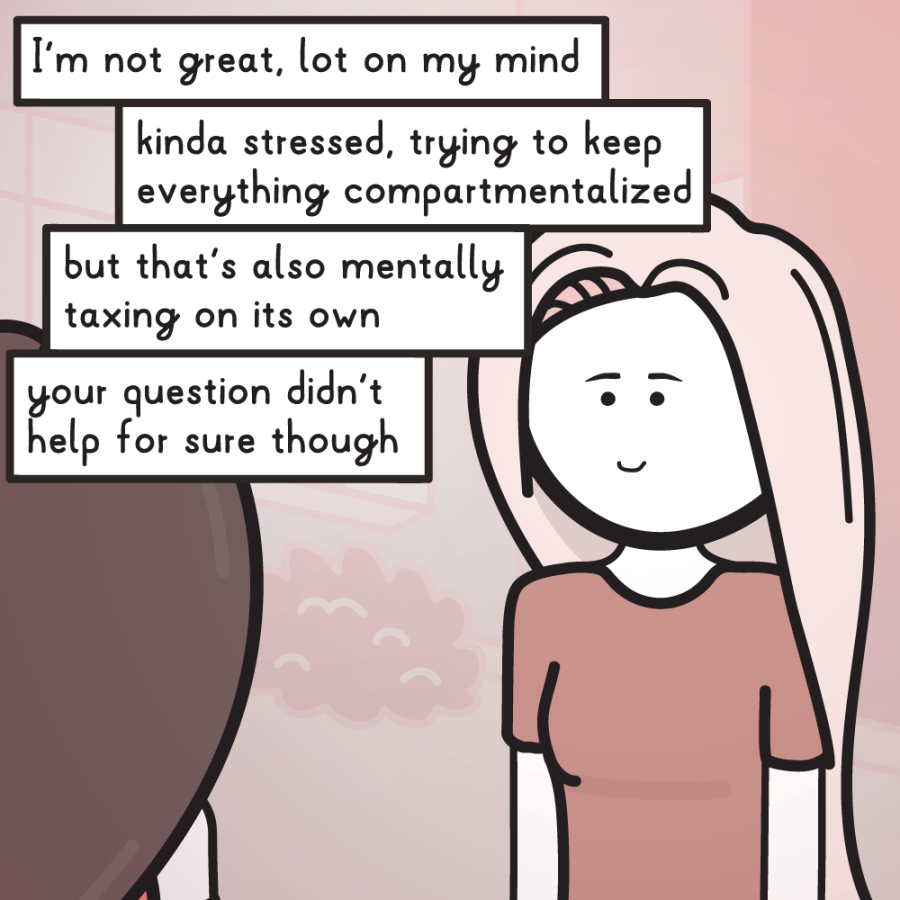 I'm not great, lot on my mind
kinda stressed, trying to keep
everything compartmentalized
but that's also mentally
taxing on its own
your question didn't
help for sure though